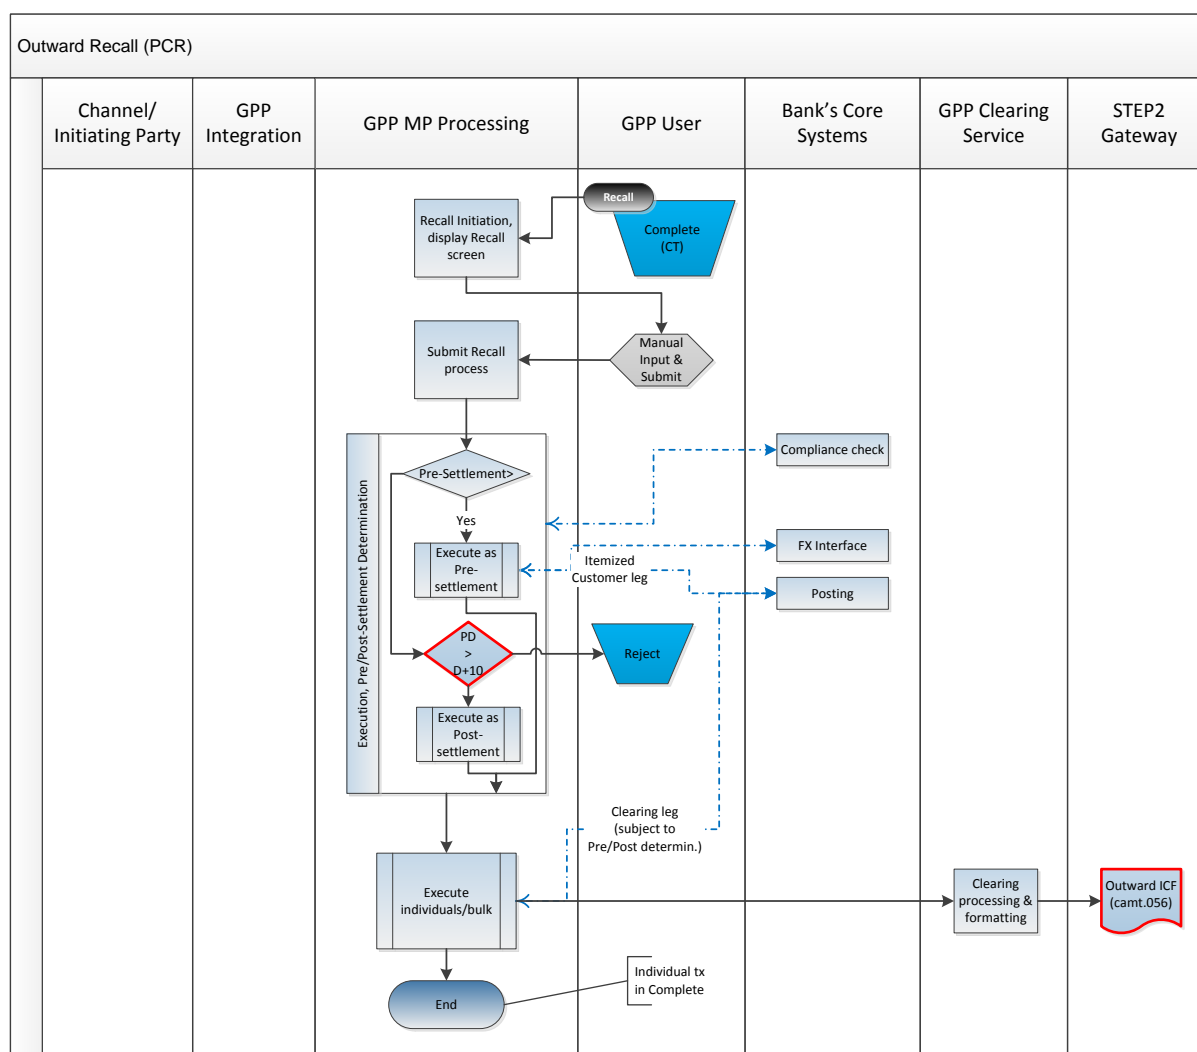 Outward Recall (PCR)
Channel/
Initiating Party
GPP
Integration
GPP MP Processing
GPP User
Bank's Core
Systems
GPP Clearing
Service
STEP2
Gateway
Recall
Complete
(CT)
Recall Initiation,
display Recall
screen
Manual
Input &
Submit
Submit Recall
process
Execution, Pre/Post-Settlement Determination
Pre-Settlement>
Compliance check
Yes
Execute as
Pre-
settlement
Itemized
Customer leg
FX Interface
Posting
PD
>
D+10
Reject
Execute as
Post-
settlement
Clearing leg
(subject to
Pre/Post determin.)
Execute
individuals/bulk
Clearing
processing &
formatting
Outward ICF
(camt.056)
Individual tx
in Complete
End